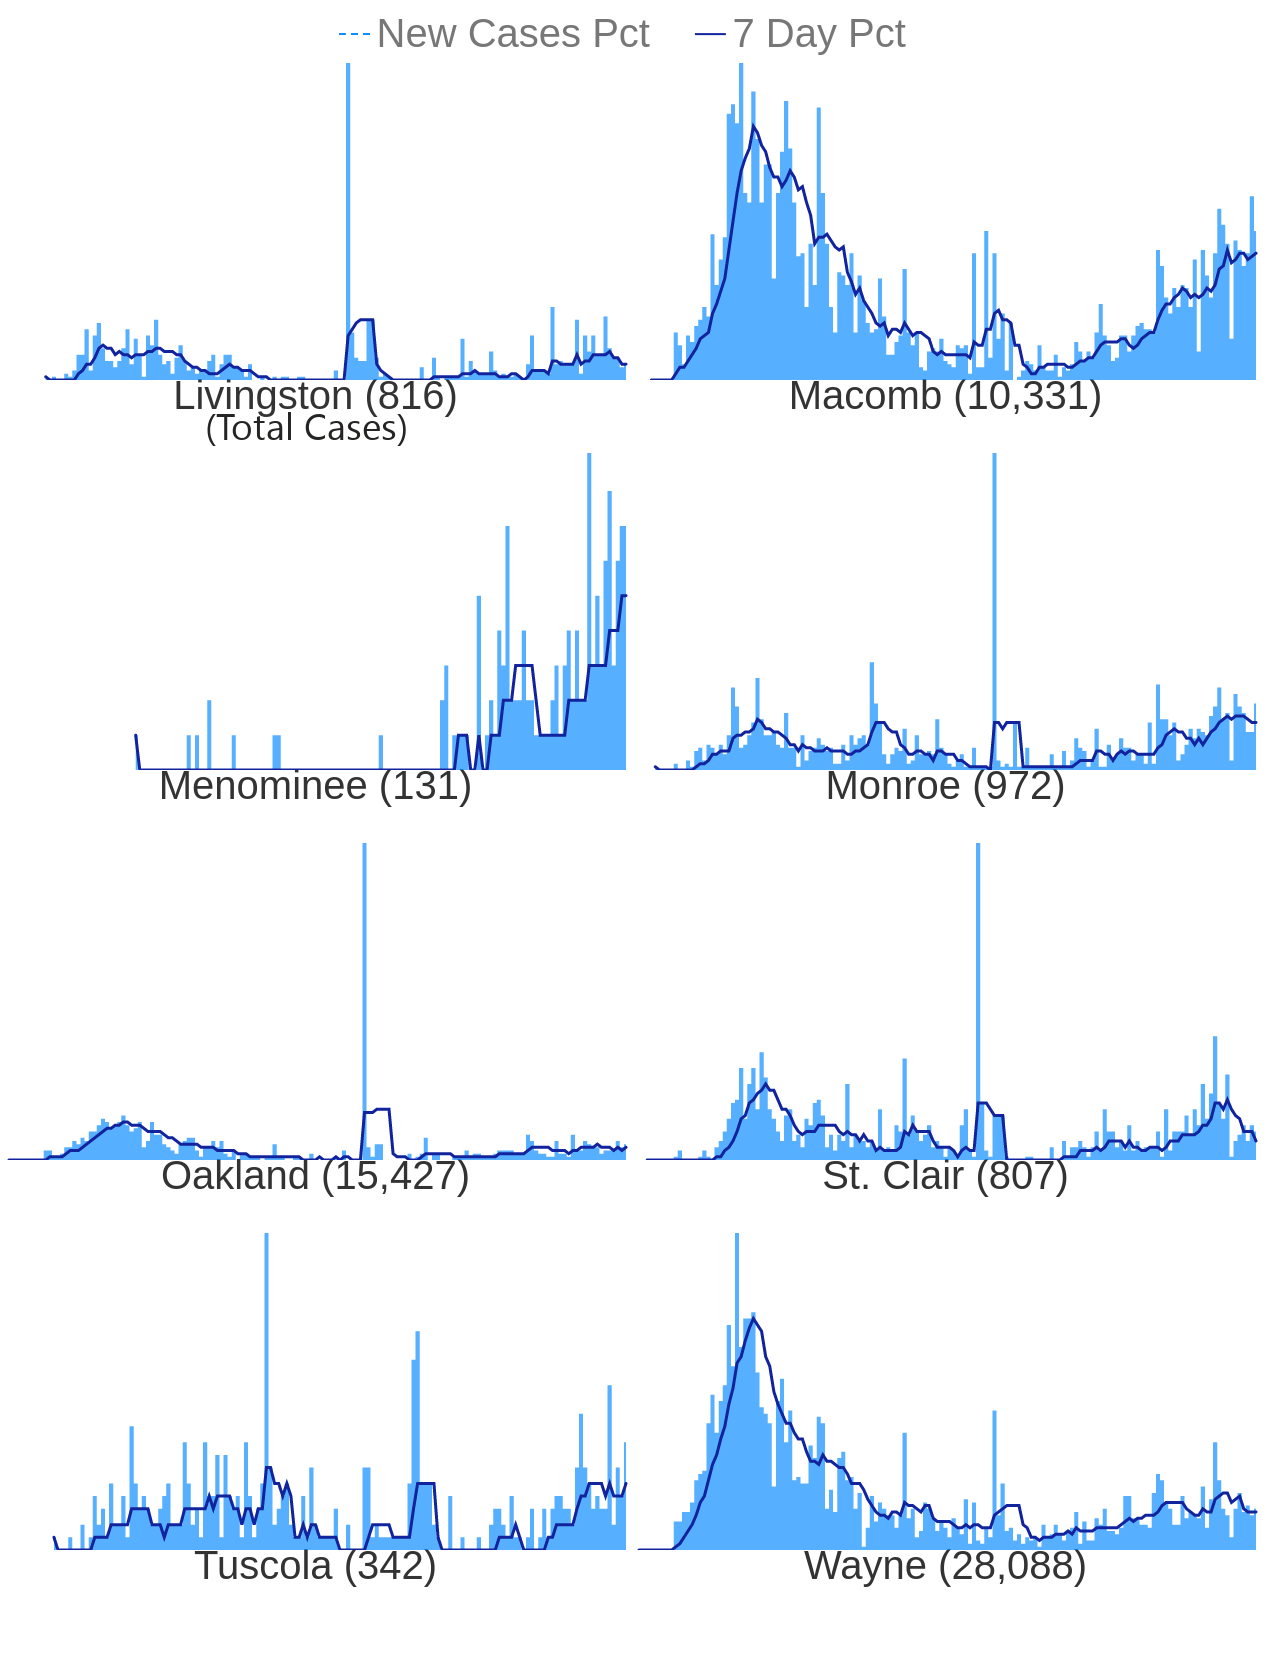 New Cases Pct 7 Day Pct
Livingston (816) Macomb (10,331)
(Total Cases)
Menominee (131) Monroe (972)
Oakland (15,427) St. Clair (807)
Tuscola (342) Wayne (28,088)